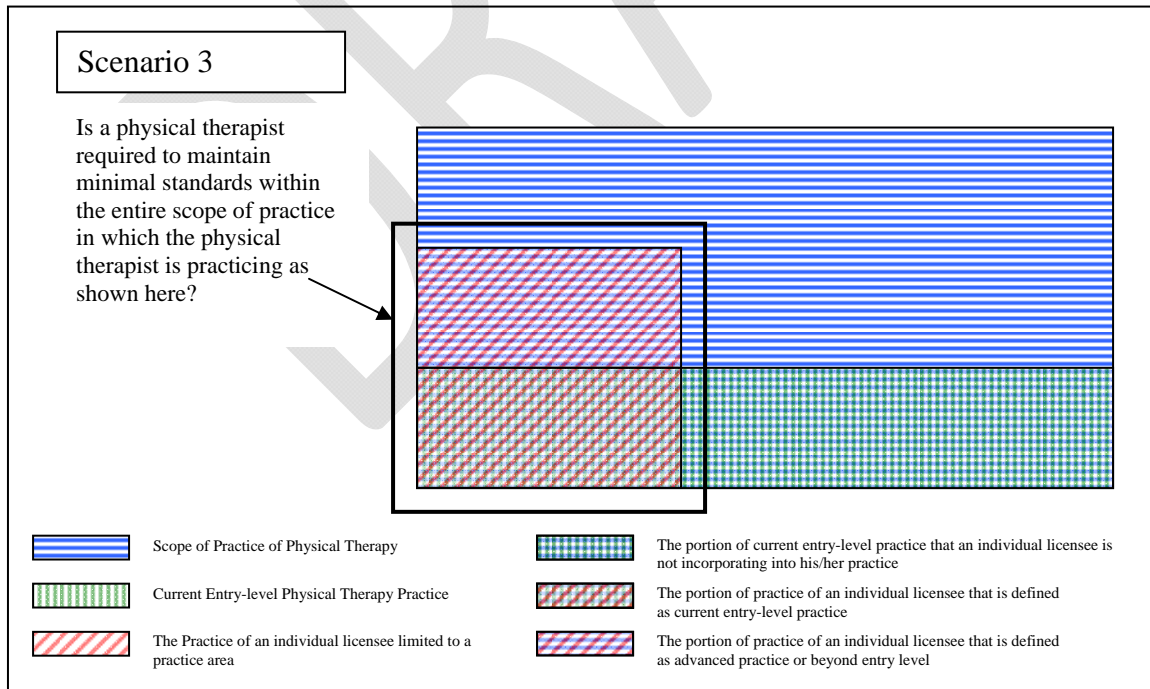 Scenario 3
Is a physical therapist
required to maintain
minimal standards within
the entire scope of practice
in which the physical
therapist is practicing as
shown here?
Scope of Practice of Physical Therapy
Current Entry-level Physical Therapy Practice
The Practice of an individual licensee limited to a
practice area
The portion of current entry-level practice that an individual licensee is
not incorporating into his/her practice
The portion of practice of an individual licensee that is defined
as current entry-level practice
The portion of practice of an individual licensee that is defined
as advanced practice or beyond entry level